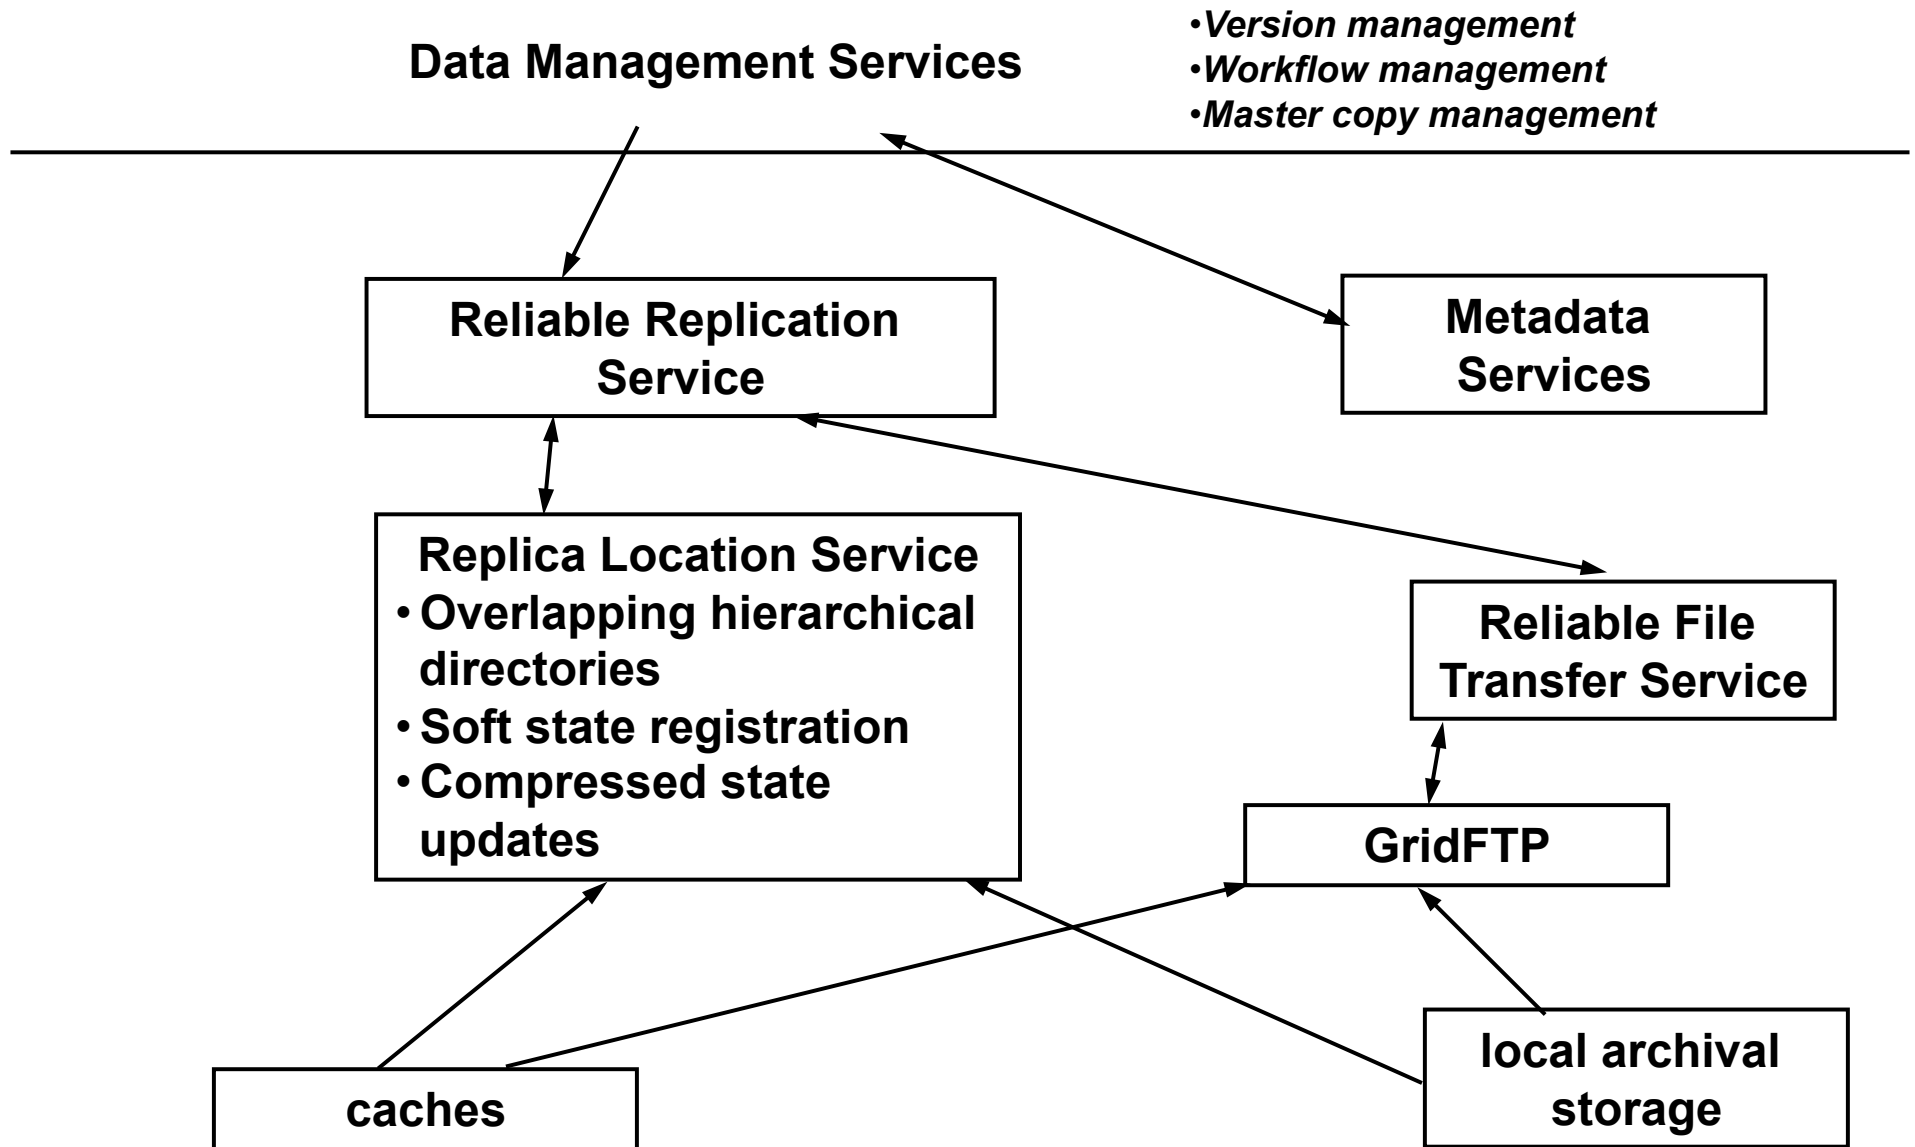 Data Management Services
•Version management
•Workflow management
•Master copy management
Reliable Replication
Service
Metadata
Services
Replica Location Service
• Overlapping hierarchical
directories
• Soft state registration
• Compressed state
updates
Reliable File
Transfer Service
GridFTP
caches
local archival
storage